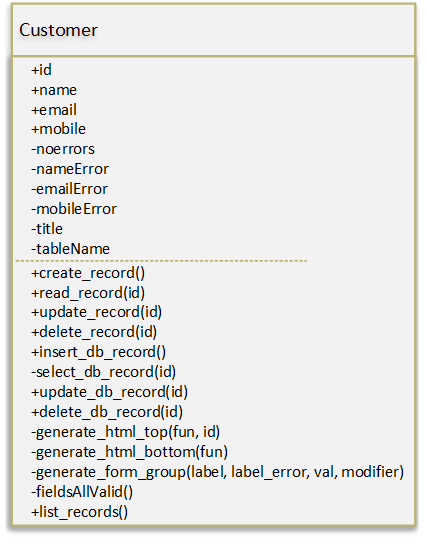 Customer
+id
+name
+email
+mobile
-noerrors
-nameError
-emailError
-mobileError
-title
-tableName
+create_record()
+read_record(id)
+update_record(id)
+delete_record(id)
+insert_db_record()
-select_db_record(id)
+update_db_record(id)
+delete_db_record(id)
-generate_html_top(fun, id)
-generate_html_bottom(fun)
-generate_form_group(label, label_error, val, modifier)
-fieldsAllValid()
+list_records()